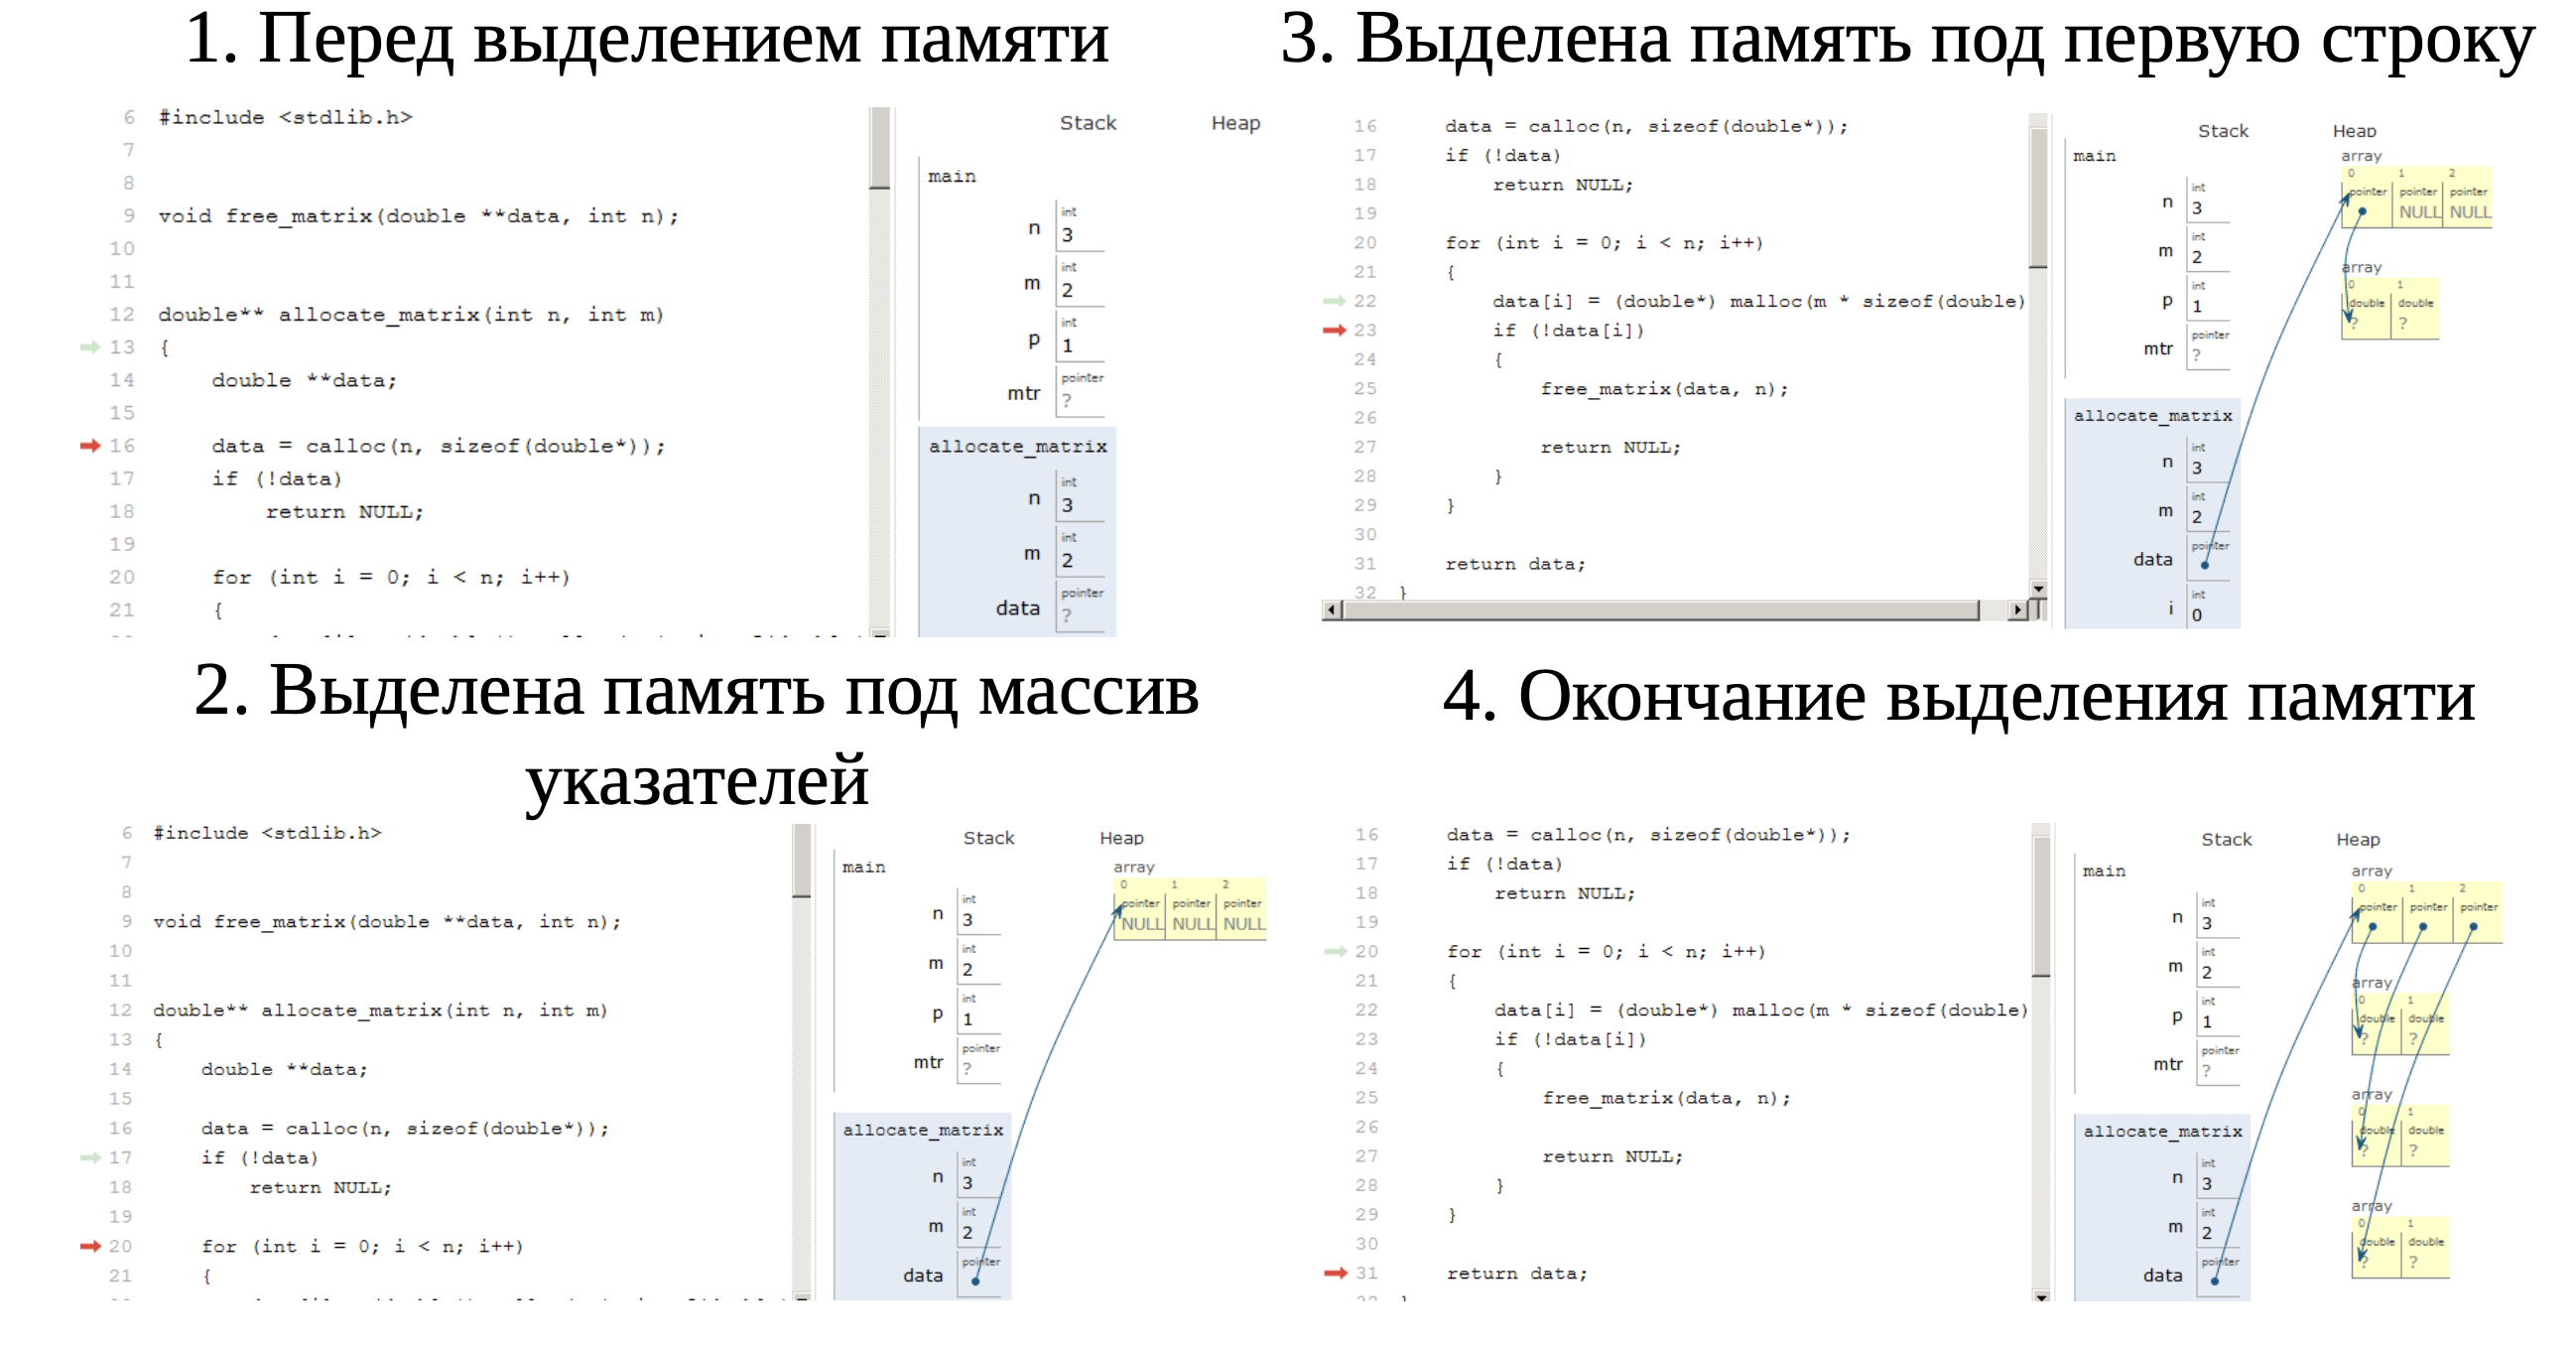 1. Перед выделением памяти
6 #include <stdlib.h>
7
8
9 void free_matrix(double **data, int n);
10
11
12 double** allocate_matrix(int n, int m)
13 {
14 double **data;
15
16 data = calloc(n, sizeof(double*));
17 if (!data)
18 return NULL;
19
20 for (int i = 0; i < n; i++)
21 {
Stack Heap
main
int
n 3
int
m 2
int
p 1
pointer
mtr ?
allocate_matrix
int
n 3
int
m 2
pointer
data ?
2. Выделена память под массив
указателей
6 #include <stdlib.h>
7
8
9 void free_matrix(double **data, int n);
10
11
12 double** allocate_matrix(int n, int m)
13 {
14 double **data;
15
16 data = calloc(n, sizeof(double*));
17 if (!data)
18 return NULL;
19
20 for (int i = 0; i < n; i++)
21 {
Stack Heap
main
int
n 3
int
m 2
int
p 1
pointer
mtr ?
allocate_matrix
int
n 3
int
m 2
pointer
data
array
0 1 2
pointer pointer pointer
NULL NULL NULL
3. Выделена память под первую строку
16 data = calloc(n, sizeof(double*));
17 if (!data)
18 return NULL;
19
20 for (int i = 0; i < n; i++)
21 {
22 data[i] = (double*) malloc(m * sizeof(double)
23 if (!data[i])
24 {
25 free_matrix(data, n);
26
27 return NULL;
28 }
29 }
30
31 return data;
32 }
Stack Heap
main
int
n 3
int
m 2
int
p 1
pointer
mtr ?
allocate_matrix
int
n 3
int
m 2
pointer
data
int
i 0
array
0 1 2
pointer pointer pointer
NULL NULL
array
0 1
double double
? ?
4. Окончание выделения памяти
16 data = calloc(n, sizeof(double*));
17 if (!data)
18 return NULL;
19
20 for (int i = 0; i < n; i++)
21 {
22 data[i] = (double*) malloc(m * sizeof(double)
23 if (!data[i])
24 {
25 free_matrix(data, n);
26
27 return NULL;
28 }
29 }
30
31 return data;
Stack Heap
main
int
n 3
int
m 2
int
p 1
pointer
mtr ?
allocate_matrix
int
n 3
int
m 2
pointer
data
array
0 1 2
pointer pointer pointer
array
0 1
double double
? ?
array
0 1
double double
? ?
array
0 1
double double
? ?